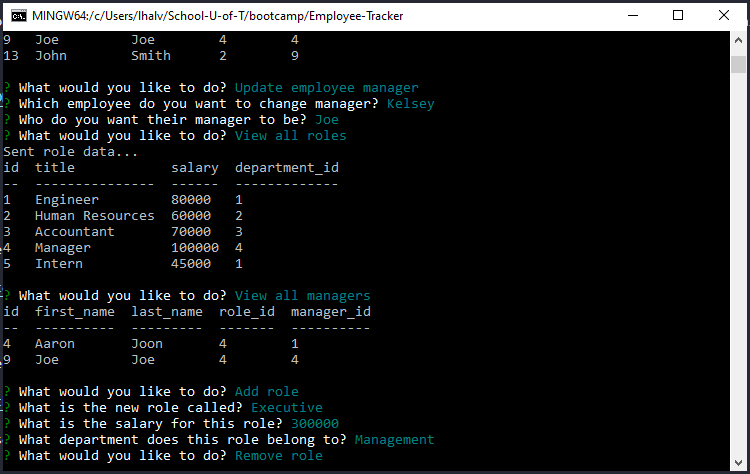 MINGW64:/c/Users/lhalv/School-U-of-T/bootcamp/Employee-Tracker
9   Joe         Joe        4        4
13  John        Smith      2        9
? What would you like to do? Update employee manager
? Which employee do you want to change manager? Kelsey
? Who do you want their manager to be? Joe
? What would you like to do? View all roles
Sent role data...
id  title            salary  department_id
--  ---------------  ------  -------------
1   Engineer         80000   1
2   Human Resources  60000   2
3   Accountant       70000   3
4   Manager          100000  4
5   Intern           45000   1
? What would you like to do? View all managers
id  first_name  last_name  role_id  manager_id
--  ----------  ---------  -------  ----------
4   Aaron       Joon       4        1
9   Joe         Joe        4        4
? What would you like to do? Add role
? What is the new role called? Executive
? What is the salary for this role? 300000
? What department does this role belong to? Management
? What would you like to do? Remove role